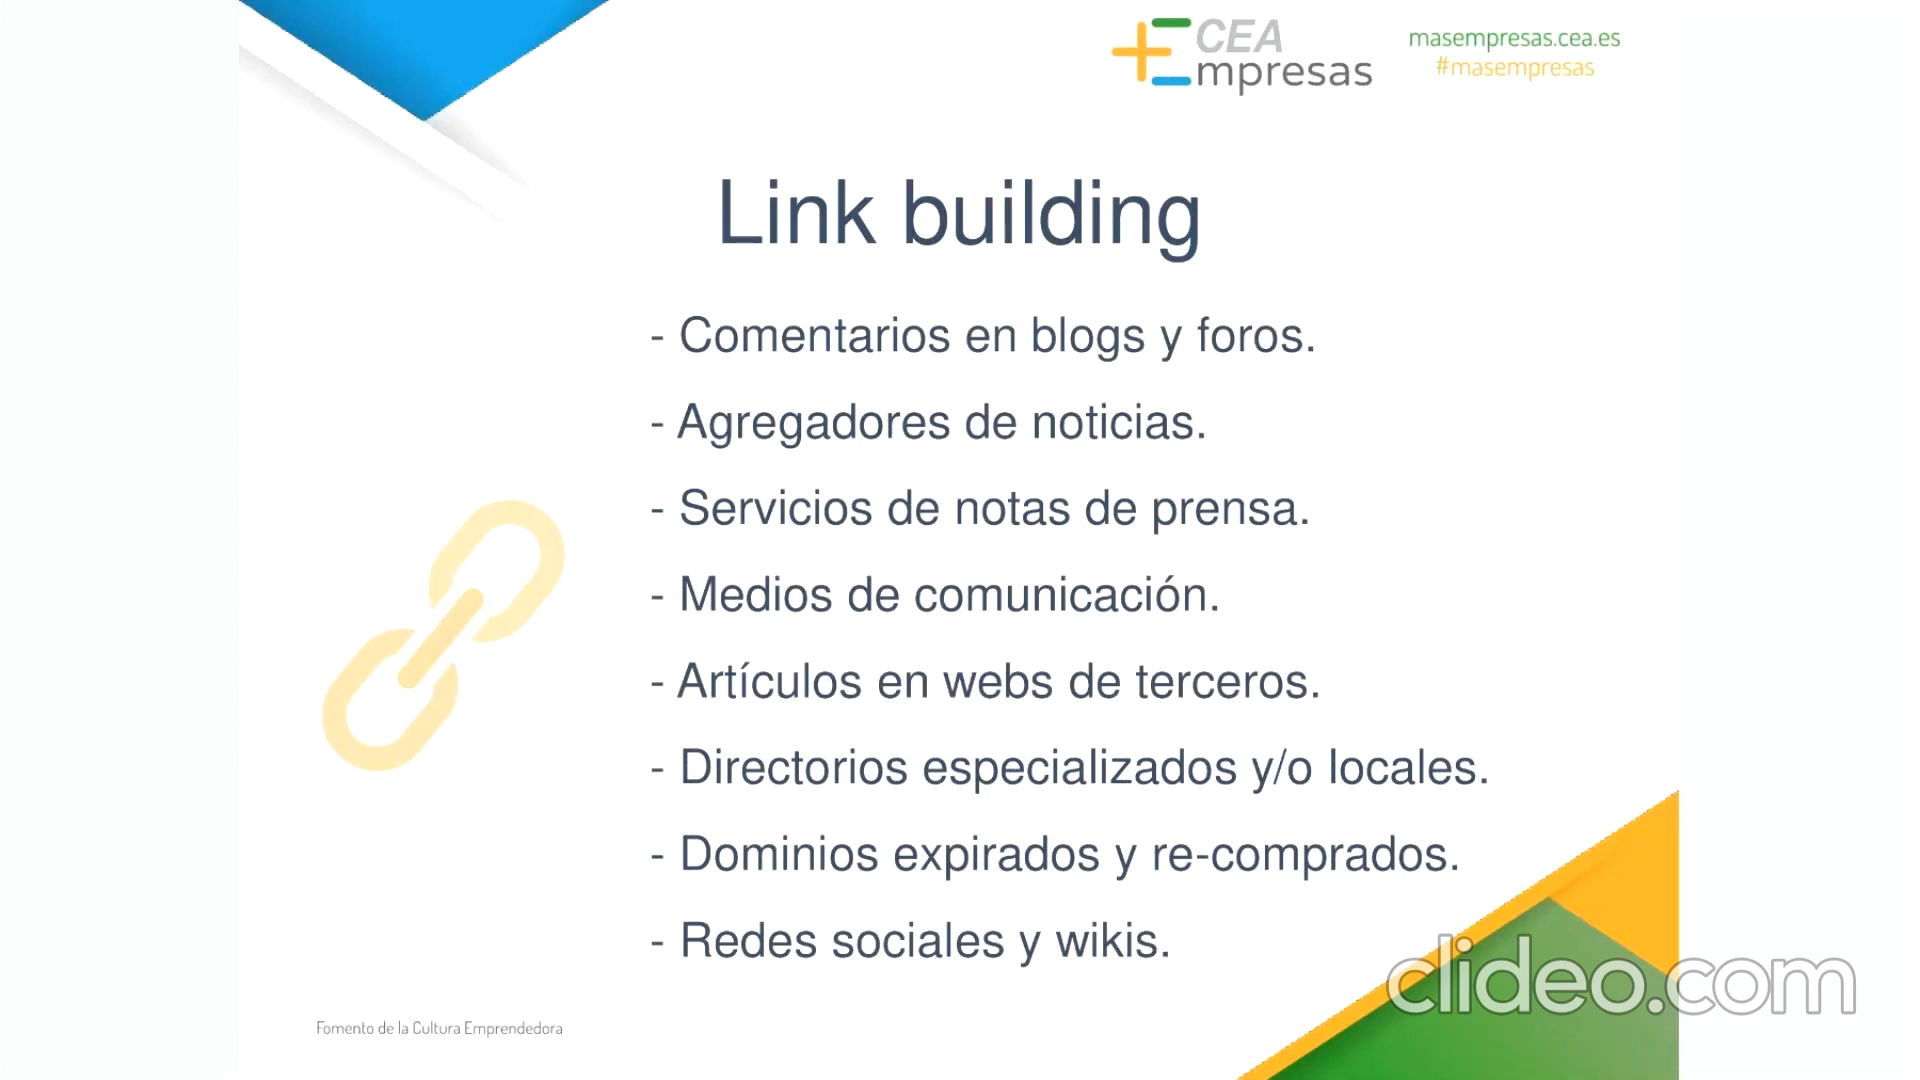 CEA
Empresas
masempresas.cea.es
#masempresas
Link building
- Comentarios en blogs y foros.
- Agregadores de noticias.
- Servicios de notas de prensa.
- Medios de comunicación.
- Artículos en webs de terceros.
- Directorios especializados y/o locales.
- Dominios expirados y re-comprados.
- Redes sociales y wikis.
clideo.com
Fomento de la Cultura Emprendedora